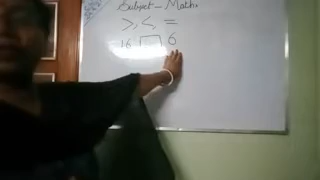 Subject - Maths
>, <, =
16 □ 6